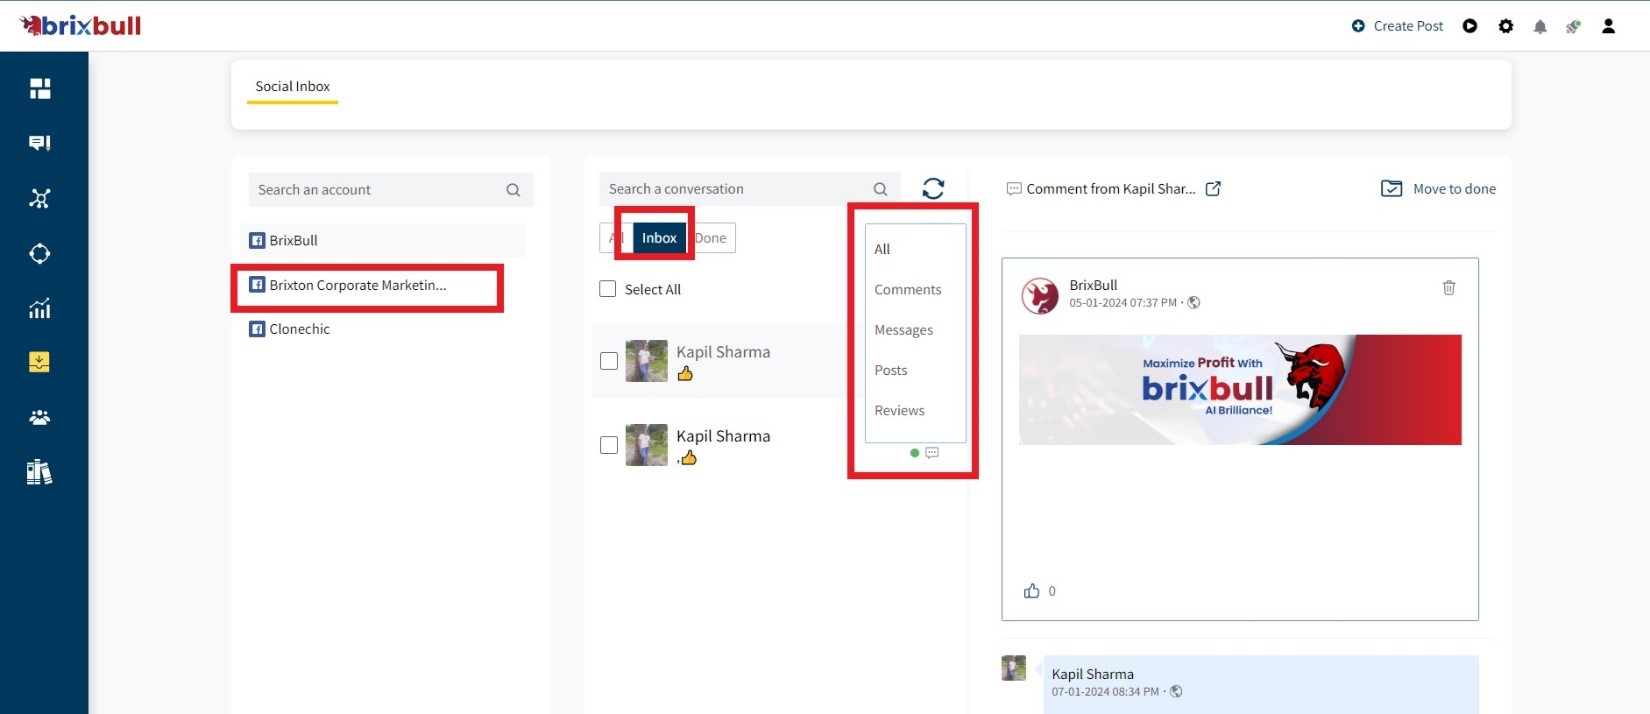 brixbull
Create Post
Social Inbox
Search an account
BrixBull
Brixton Corporate Marketin...
Clonechic
Search a conversation
All Inbox Done
Select All
Kapil Sharma
Kapil Sharma
,
All
Comments
Messages
Posts
Reviews
Comment from Kapil Shar...
Move to done
BrixBull
05-01-2024 07:37 PM ·
Maximize Profit With
brixbull
AI Brilliance!
0
Kapil Sharma
07-01-2024 08:34 PM ·